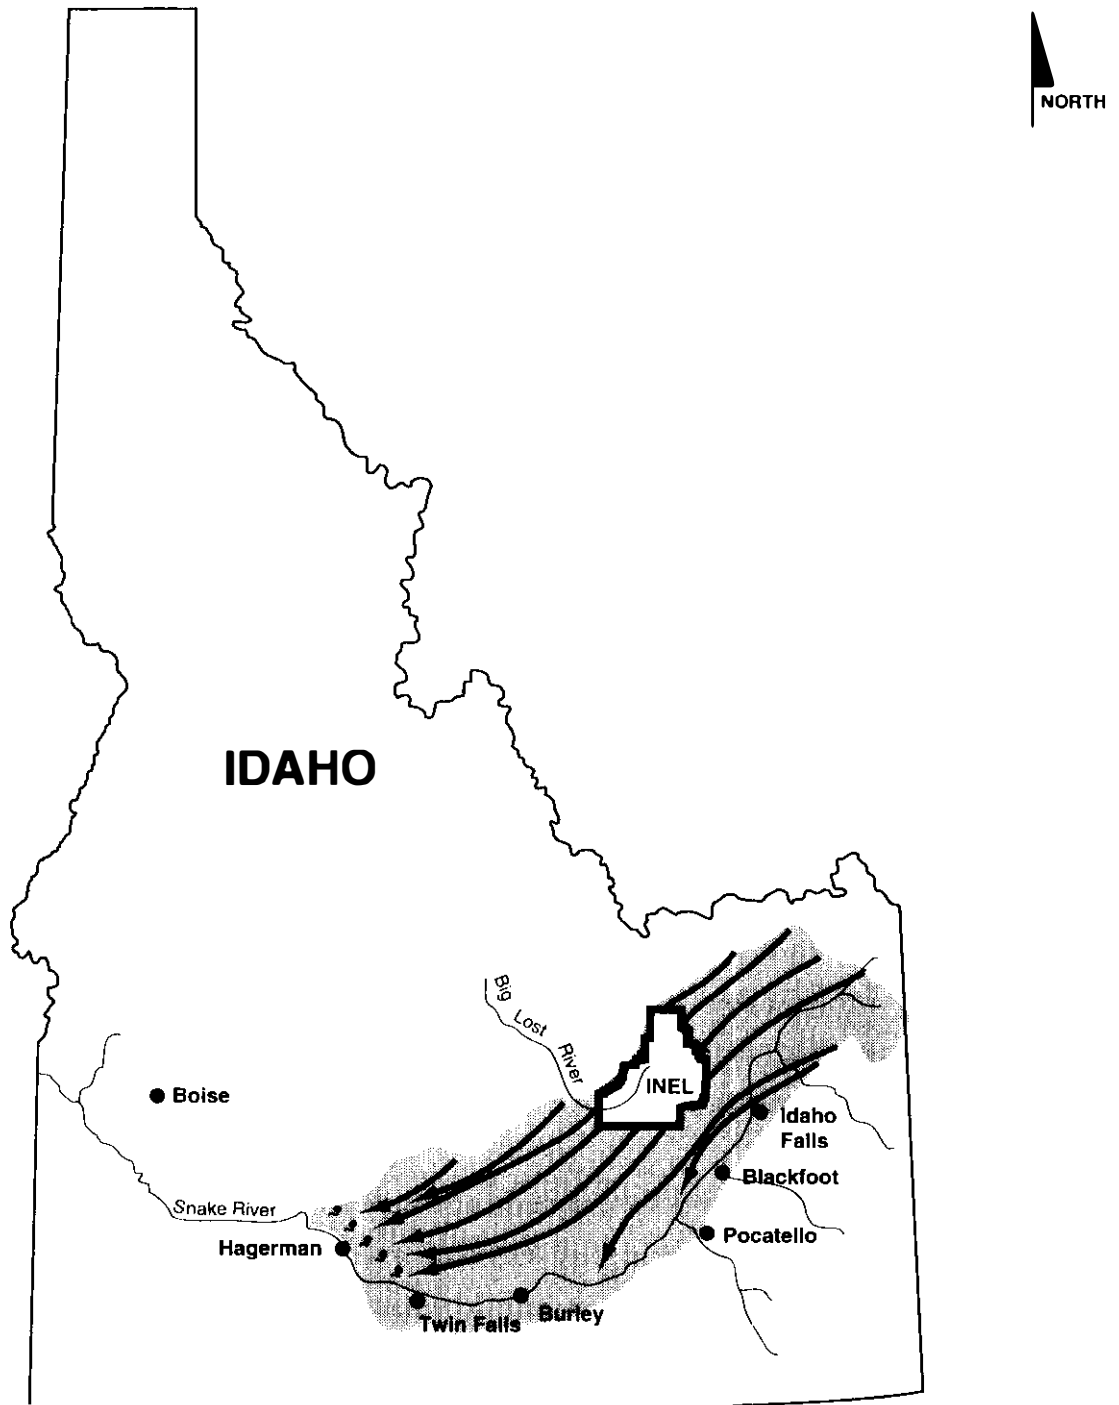 NORTH
IDAHO
Big Lost River
INEL
Boise
Idaho
Falls
Blackfoot
Snake River
Hagerman
Pocatello
Twin Falls
Burley